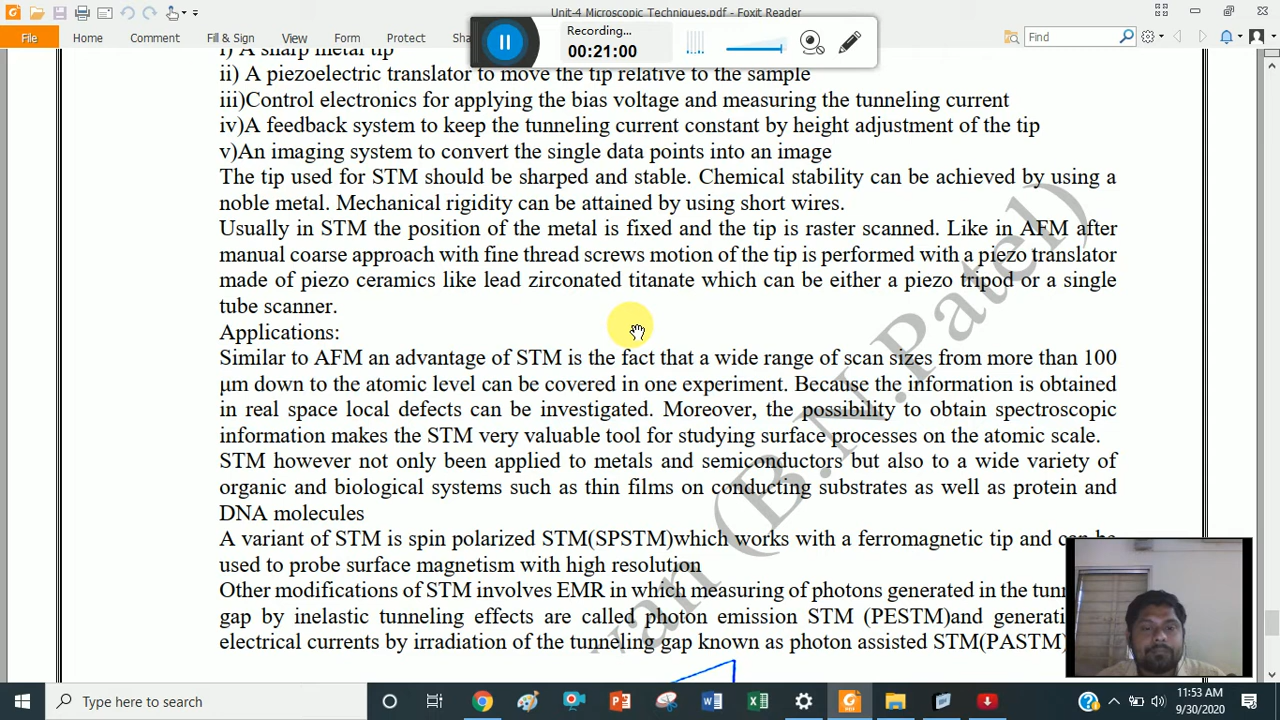 Unit-4 Microscopic Techniques.pdf - Foxit Reader
Recording...
00:21:00
File Home Comment Fill & Sign View Form Protect Sha
Find
i) A sharp metal tip
ii) A piezoelectric translator to move the tip relative to the sample
iii)Control electronics for applying the bias voltage and measuring the tunneling current
iv)A feedback system to keep the tunneling current constant by height adjustment of the tip
v)An imaging system to convert the single data points into an image
The tip used for STM should be sharped and stable. Chemical stability can be achieved by using a
noble metal. Mechanical rigidity can be attained by using short wires.
Usually in STM the position of the metal is fixed and the tip is raster scanned. Like in AFM after
manual coarse approach with fine thread screws motion of the tip is performed with a piezo translator
made of piezo ceramics like lead zirconated titanate which can be either a piezo tripod or a single
tube scanner.
Applications:
Similar to AFM an advantage of STM is the fact that a wide range of scan sizes from more than 100
μm down to the atomic level can be covered in one experiment. Because the information is obtained
in real space local defects can be investigated. Moreover, the possibility to obtain spectroscopic
information makes the STM very valuable tool for studying surface processes on the atomic scale.
STM however not only been applied to metals and semiconductors but also to a wide variety of
organic and biological systems such as thin films on conducting substrates as well as protein and
DNA molecules
A variant of STM is spin polarized STM(SPSTM)which works with a ferromagnetic tip and can be
used to probe surface magnetism with high resolution
Other modifications of STM involves EMR in which measuring of photons generated in the tunn
gap by inelastic tunneling effects are called photon emission STM (PESTM)and generati
electrical currents by irradiation of the tunneling gap known as photon assisted STM(PASTM)
van (B.N.Patel)
Type here to search
11:53 AM
9/30/2020